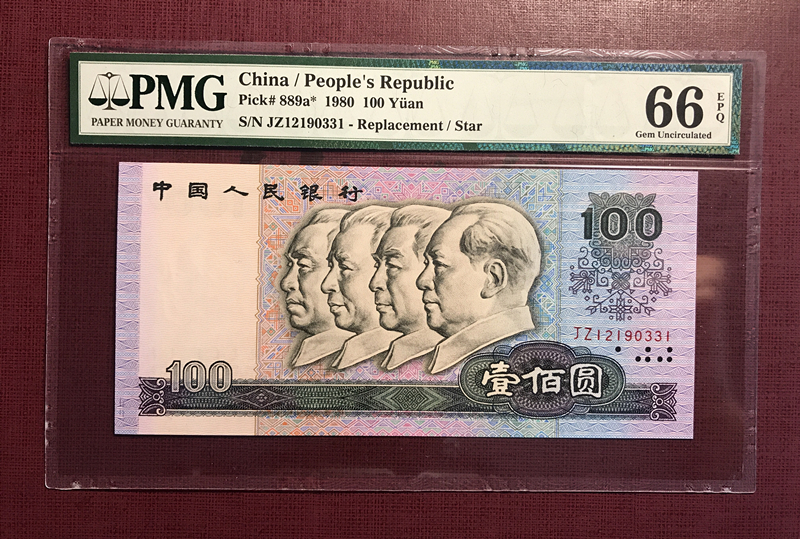 PMG
PAPER MONEY GUARANTY
China / People's Republic
Pick# 889a* 1980 100 Yüan
S/N JZ12190331 - Replacement / Star
66
EPQ
Gem Uncirculated
中国人民银行
100
JZ12190331
100
壹佰圆